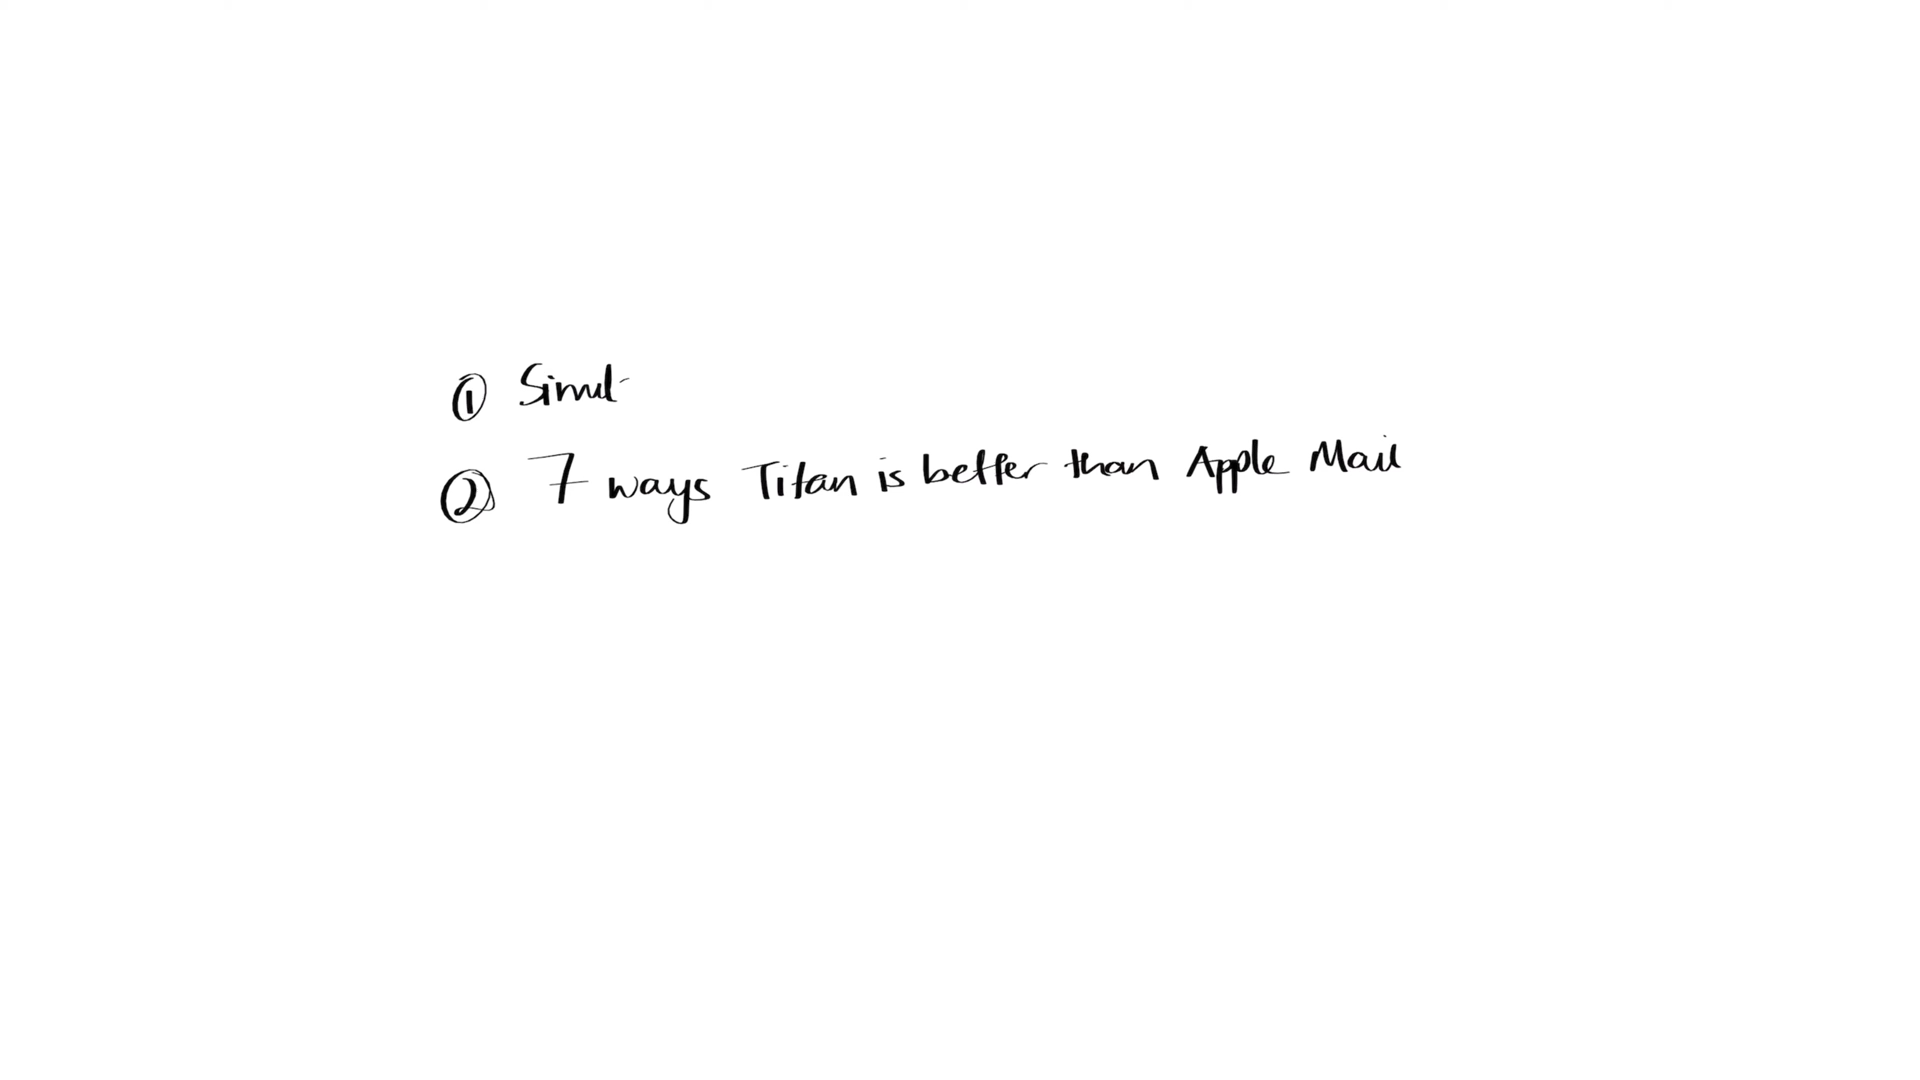 ① Simul
② 7 ways Titan is better than Apple Mail